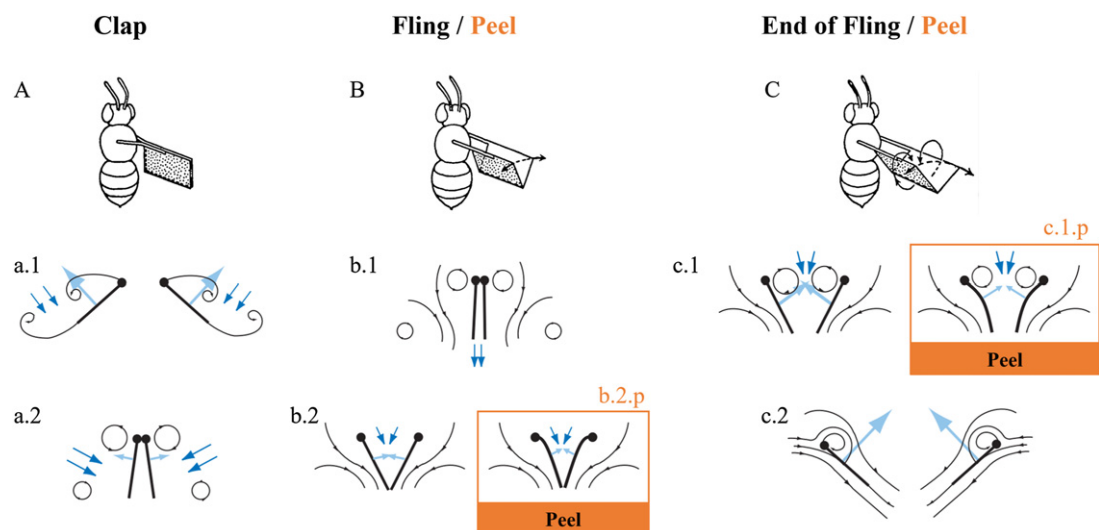 Clap
Fling / Peel
End of Fling / Peel
A
B
C
a.1
b.1
c.1
c.1.p
Peel
a.2
b.2
b.2.p
Peel
c.2